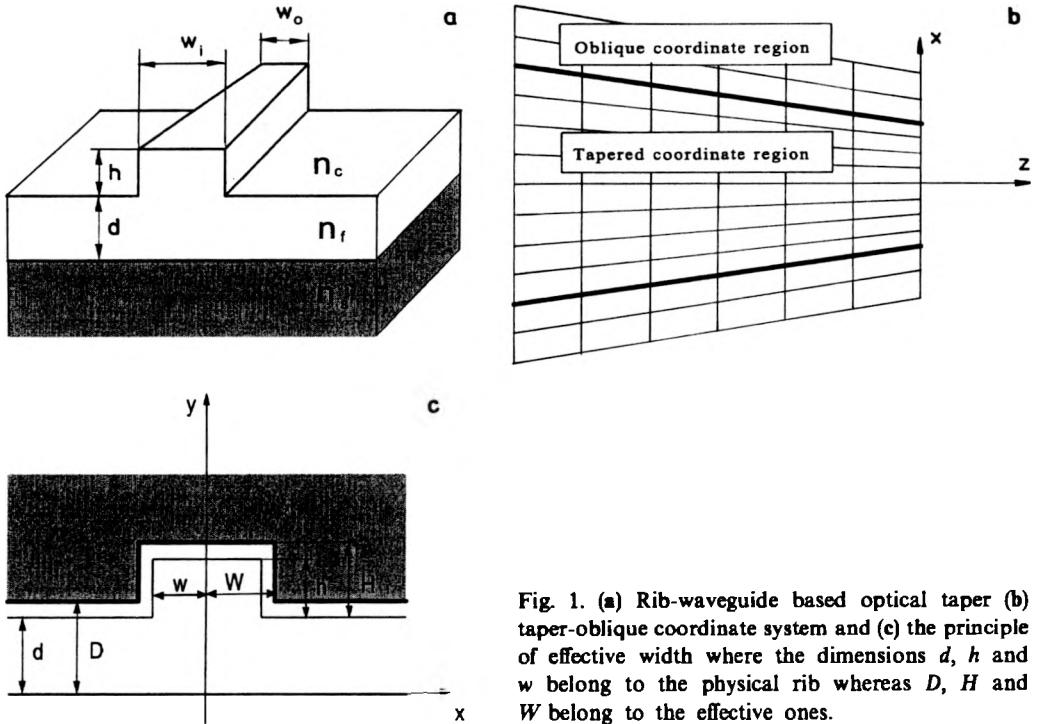 a
w₀
wᵢ
h
n_c
d
n_f
b
x
Oblique coordinate region
Tapered coordinate region
z
c
y
w W h H
d D
x
Fig. 1. (a) Rib-waveguide based optical taper (b)
taper-oblique coordinate system and (c) the principle
of effective width where the dimensions d, h and
w belong to the physical rib whereas D, H and
W belong to the effective ones.